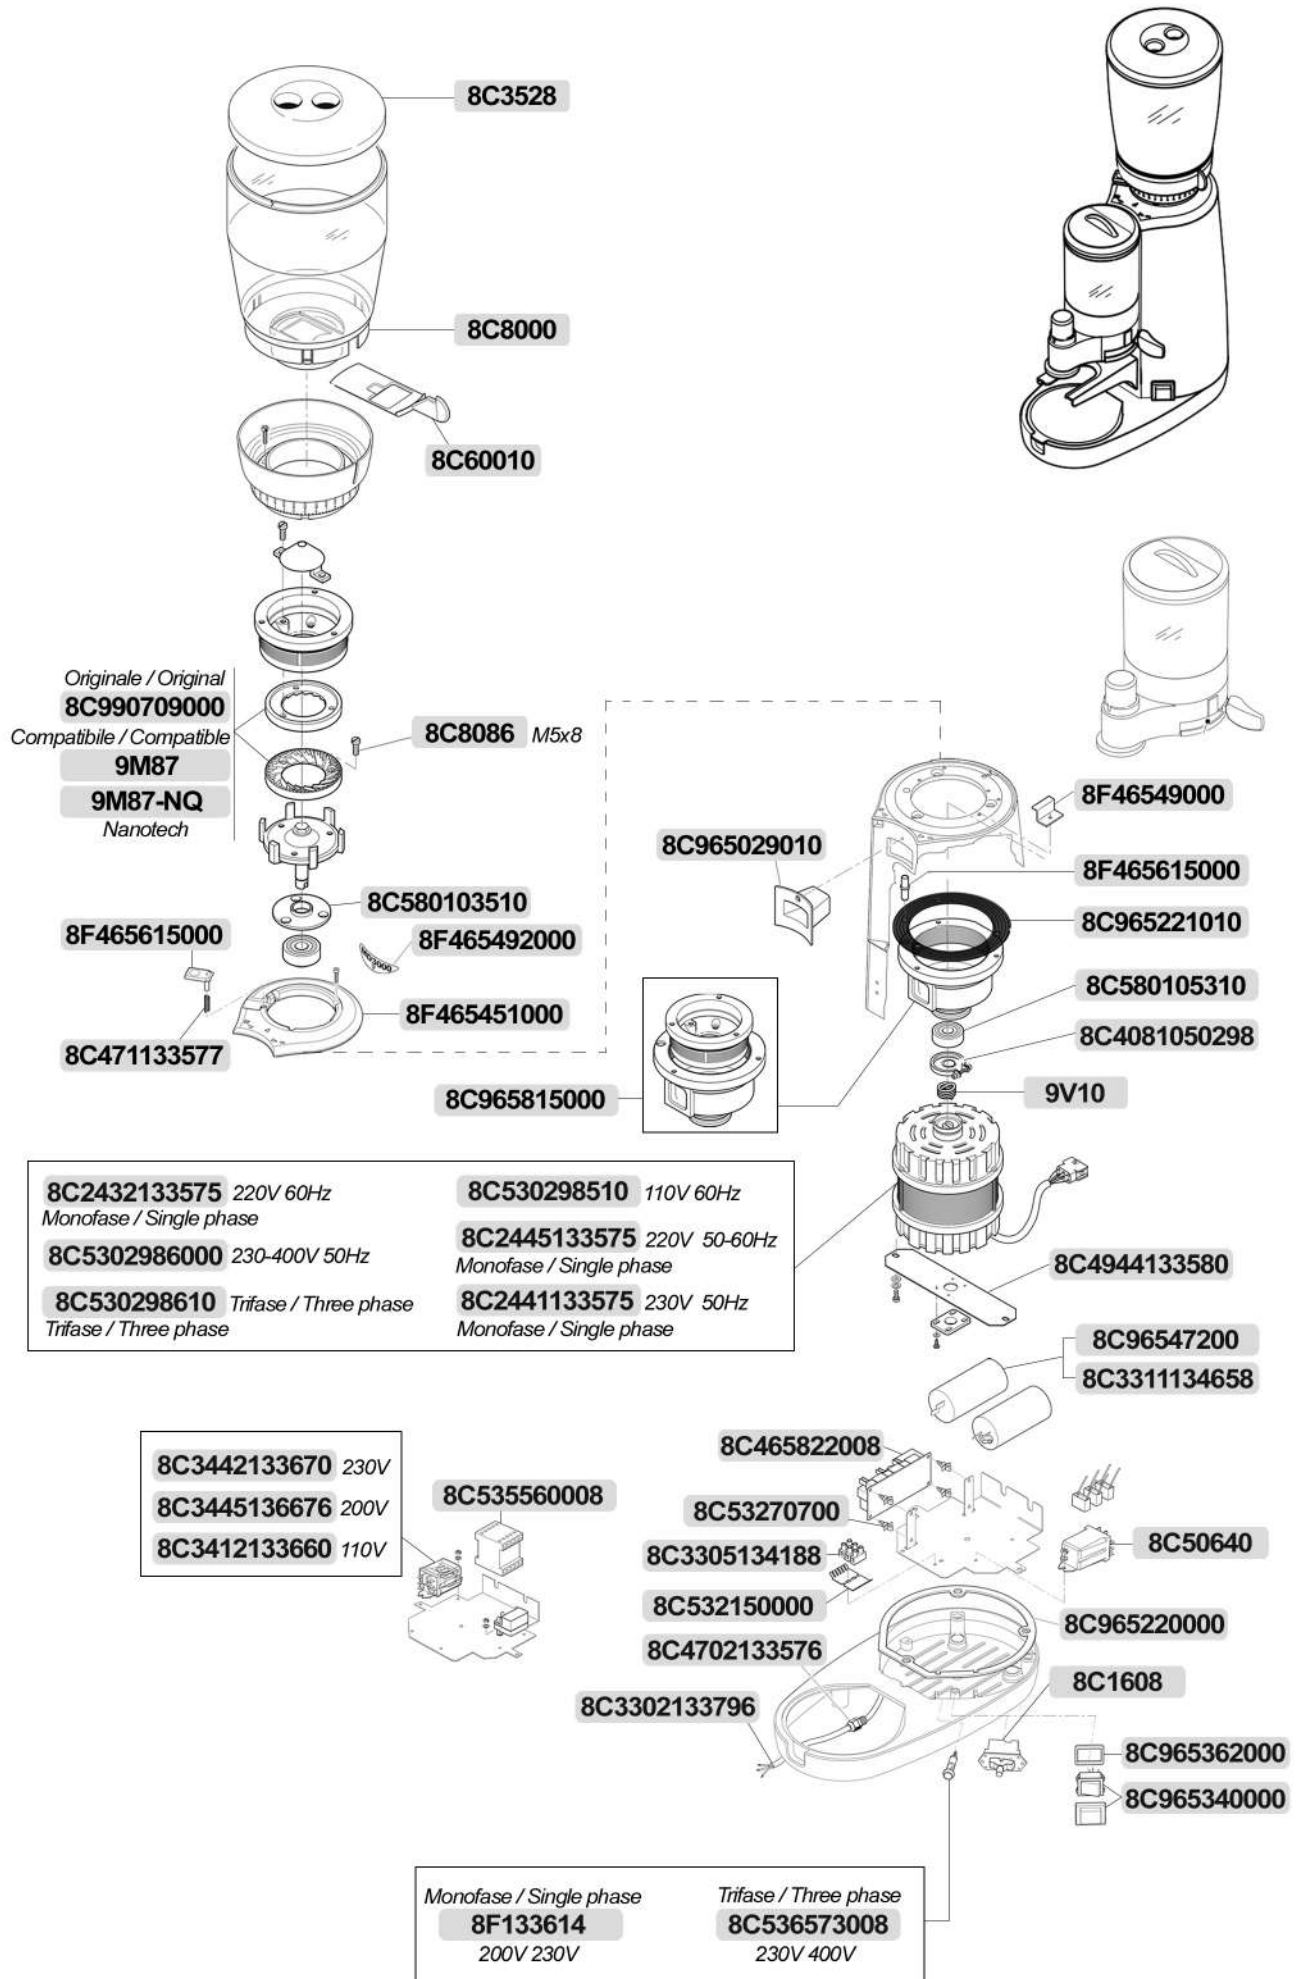 8C3528
8C8000
8C60010
Originale / Original
8C990709000
Compatibile / Compatible
9M87
9M87-NQ
Nanotech
8C8086 M5x8
8F46549000
8C965029010
8F465615000
8C580103510
8C965221010
8F465615000
8F465492000
8C580105310
8F465451000
8C4081050298
8C471133577
9V10
8C965815000
8C2432133575 220V 60Hz
Monofase / Single phase
8C5302986000 230-400V 50Hz
8C530298610 Trifase / Three phase
Trifase / Three phase
8C530298510 110V 60Hz
8C2445133575 220V 50-60Hz
Monofase / Single phase
8C2441133575 230V 50Hz
Monofase / Single phase
8C4944133580
8C96547200
8C3311134658
8C3442133670 230V
8C3445136676 200V
8C3412133660 110V
8C535560008
8C465822008
8C53270700
8C3305134188
8C50640
8C532150000
8C965220000
8C4702133576
8C1608
8C3302133796
8C965362000
8C965340000
Monofase / Single phase
8F133614
200V 230V
Trifase / Three phase
8C536573008
230V 400V